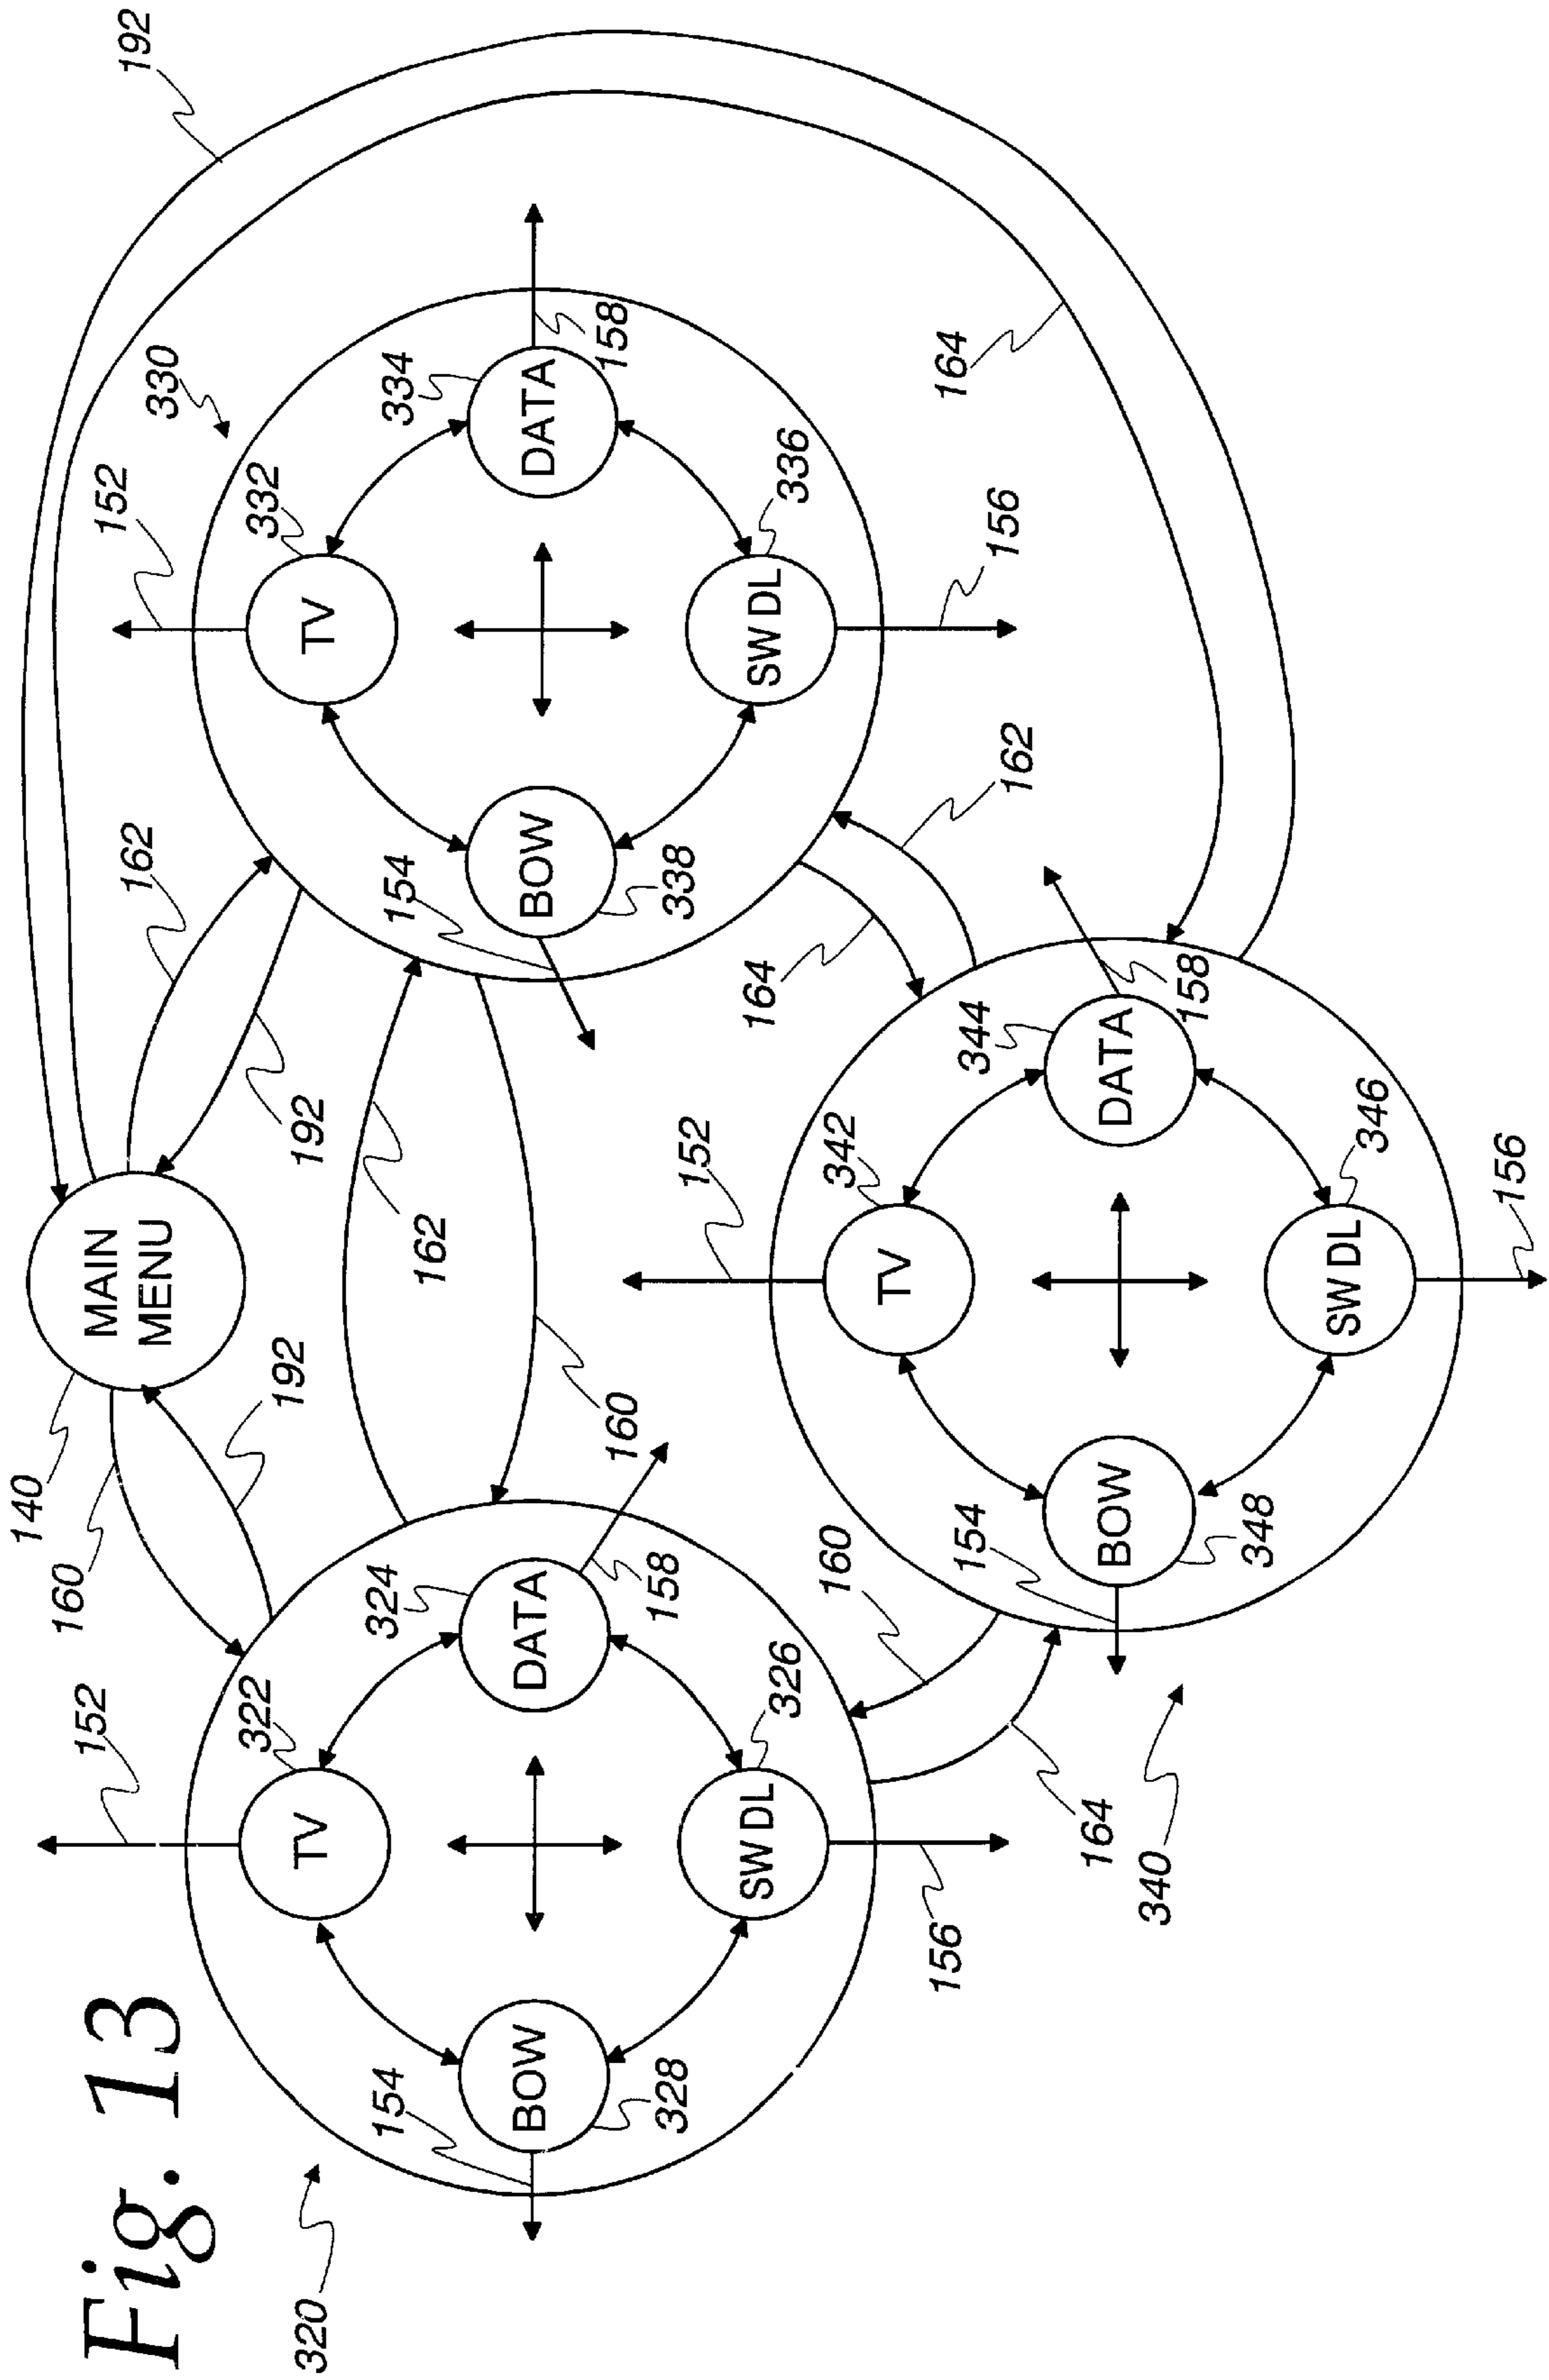 Fig. 13
320
152
322
TV
324
DATA
158
326
SW DL
156
154
BOW
328
140
MAIN
MENU
160
192
162
192
162
160
192
164
330
152
332
TV
334
DATA
158
336
SW DL
156
154
BOW
338
164
162
160
164
340
152
342
TV
344
DATA
158
346
SW DL
156
154
BOW
348